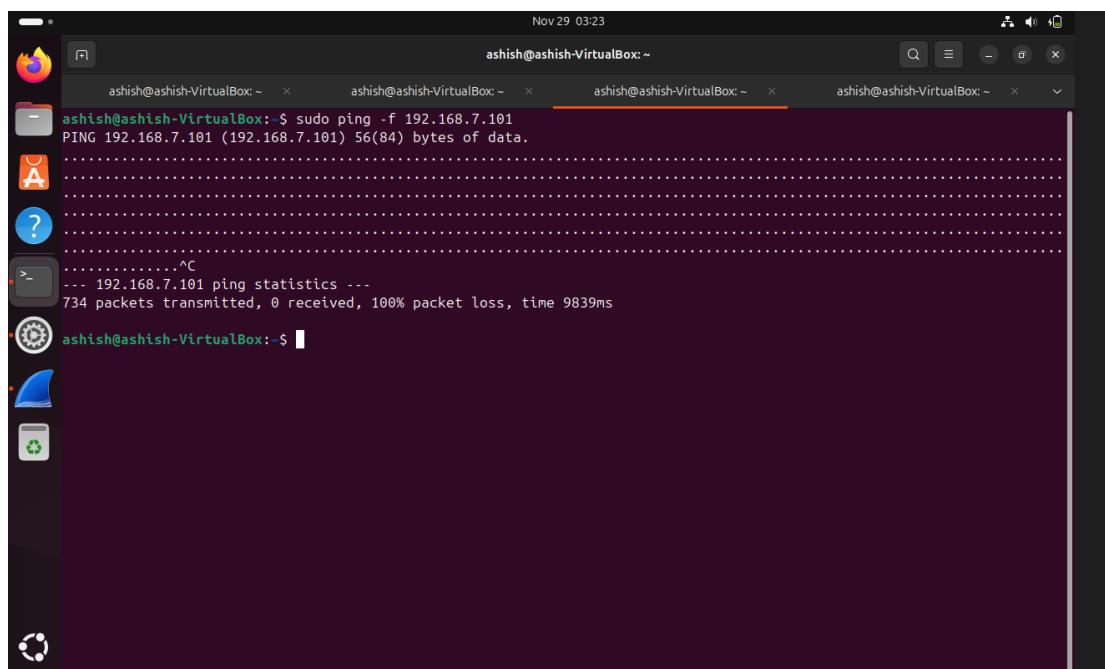 Nov 29 03:23
ashish@ashish-VirtualBox: ~
ashish@ashish-VirtualBox: ~ × ashish@ashish-VirtualBox: ~ × ashish@ashish-VirtualBox: ~ × ashish@ashish-VirtualBox: ~ ×
ashish@ashish-VirtualBox:~$ sudo ping -f 192.168.7.101
PING 192.168.7.101 (192.168.7.101) 56(84) bytes of data.
.........................................................................................................................
.........................................................................................................................
.........................................................................................................................
.........................................................................................................................
.........................................................................................................................
.........................................................................................................................
..............^C
--- 192.168.7.101 ping statistics ---
734 packets transmitted, 0 received, 100% packet loss, time 9839ms
ashish@ashish-VirtualBox:~$